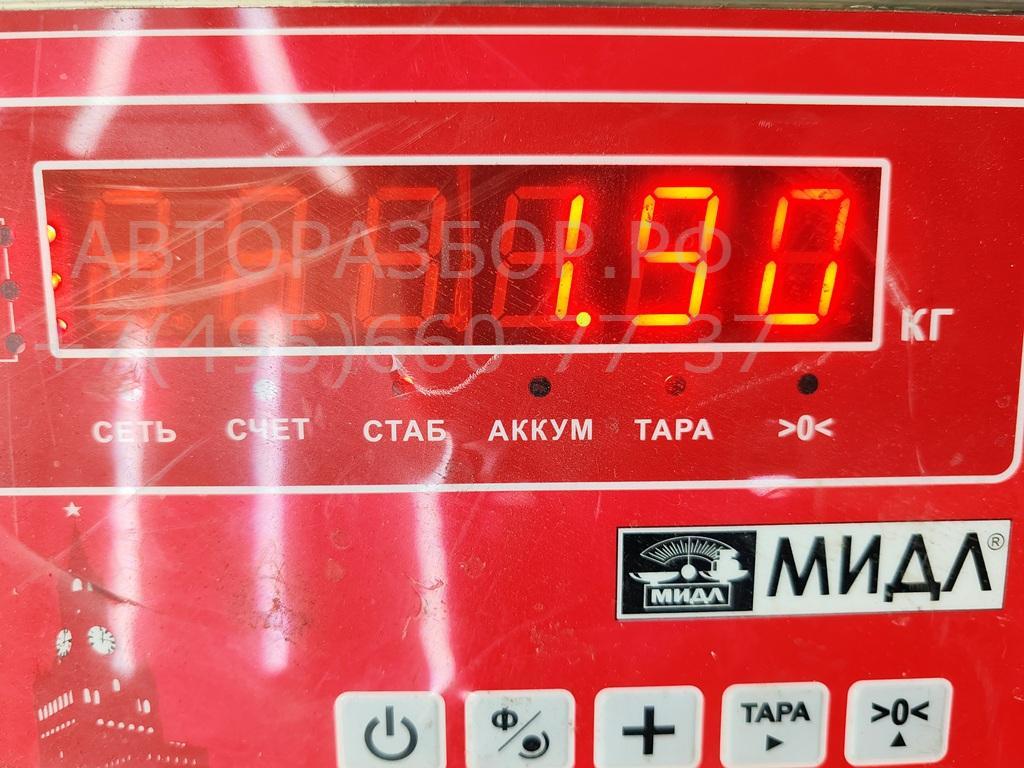 АВТОРАЗБОР.РФ
1.90
+7(495)660-77-37
КГ
СЕТЬ СЧЕТ СТАБ АККУМ ТАРА >0<
МИДЛ МИДЛ®
Ф/ + ТАРА >0<